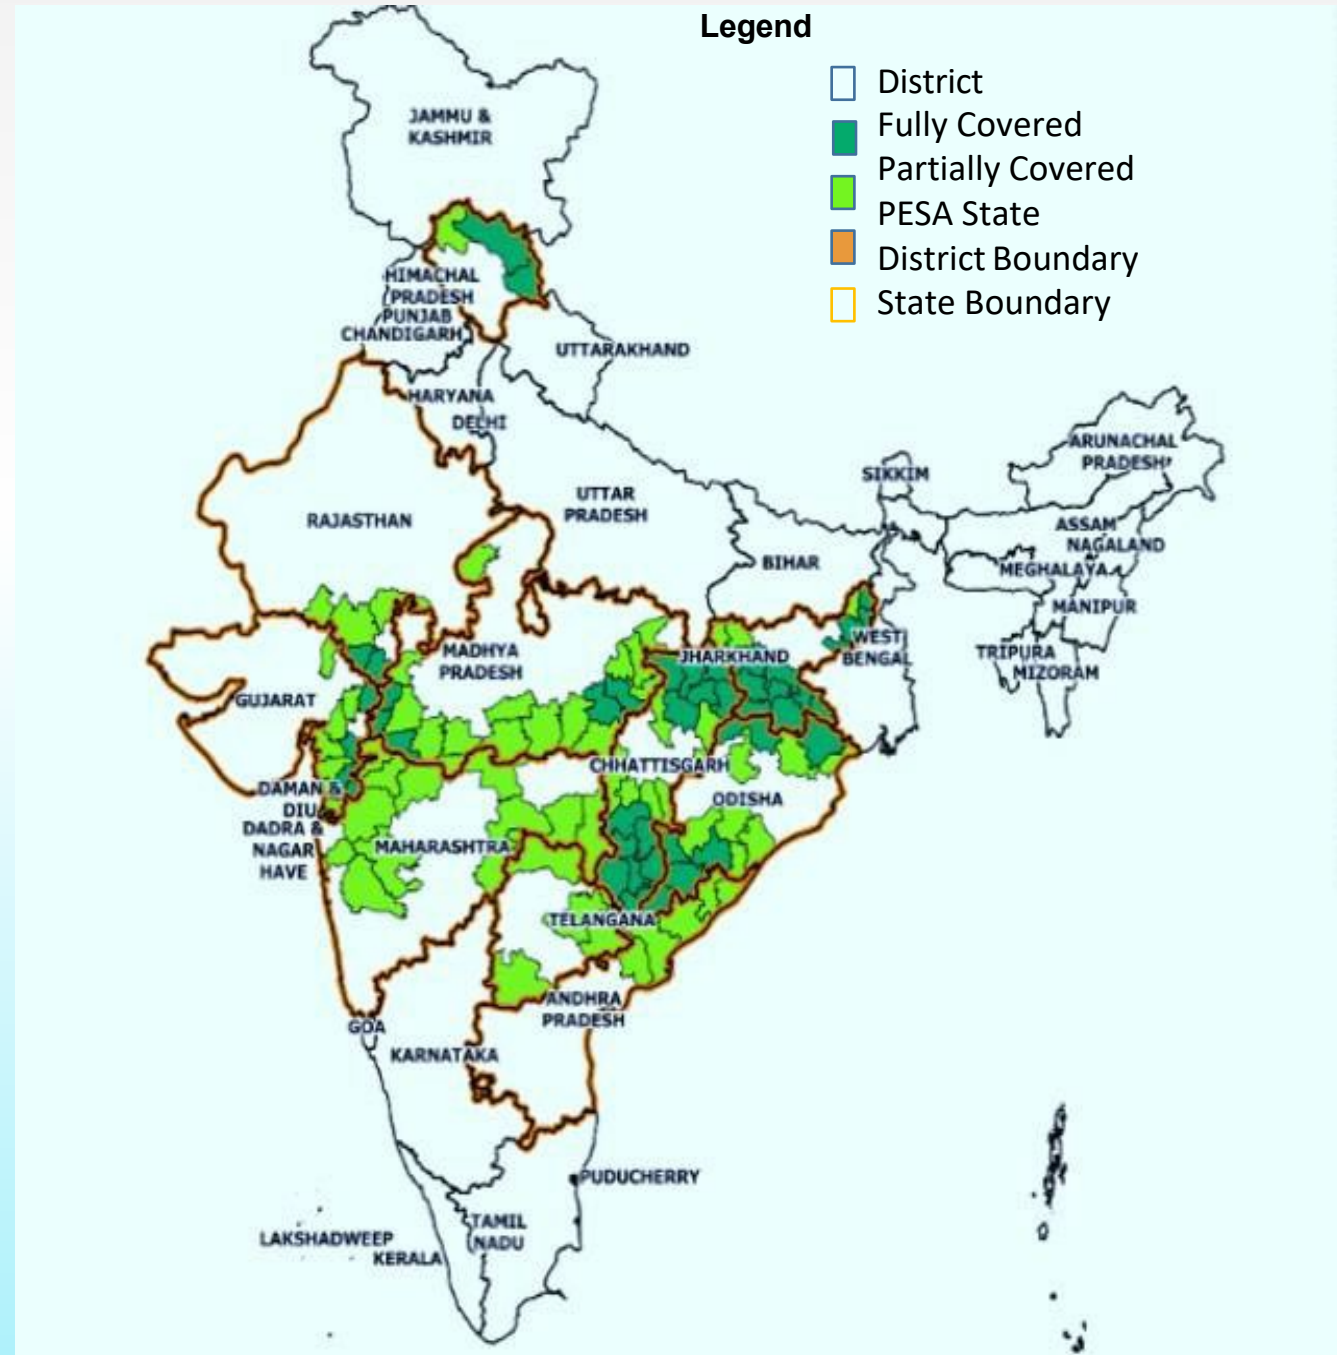 Legend
District
Fully Covered
Partially Covered
PESA State
District Boundary
State Boundary
JAMMU &
KASHMIR
HIMACHAL
PRADESH
PUNJAB
CHANDIGARH
UTTARAKHAND
HARYANA
DELHI
ARUNACHAL
PRADESH
SIKKIM
RAJASTHAN
UTTAR
PRADESH
ASSAM
NAGALAND
BIHAR
MEGHALAYA
MANIPUR
WEST
BENGAL
TRIPURA
MIZORAM
JHARKHAND
MADHYA
PRADESH
GUJARAT
CHHATTISGARH
ODISHA
DAMAN &
DIU
DADRA &
NAGAR
HAVE
MAHARASHTRA
TELANGANA
ANDHRA
PRADESH
GOA
KARNATAKA
PUDUCHERRY
TAMIL
NADU
LAKSHADWEEP
KERALA